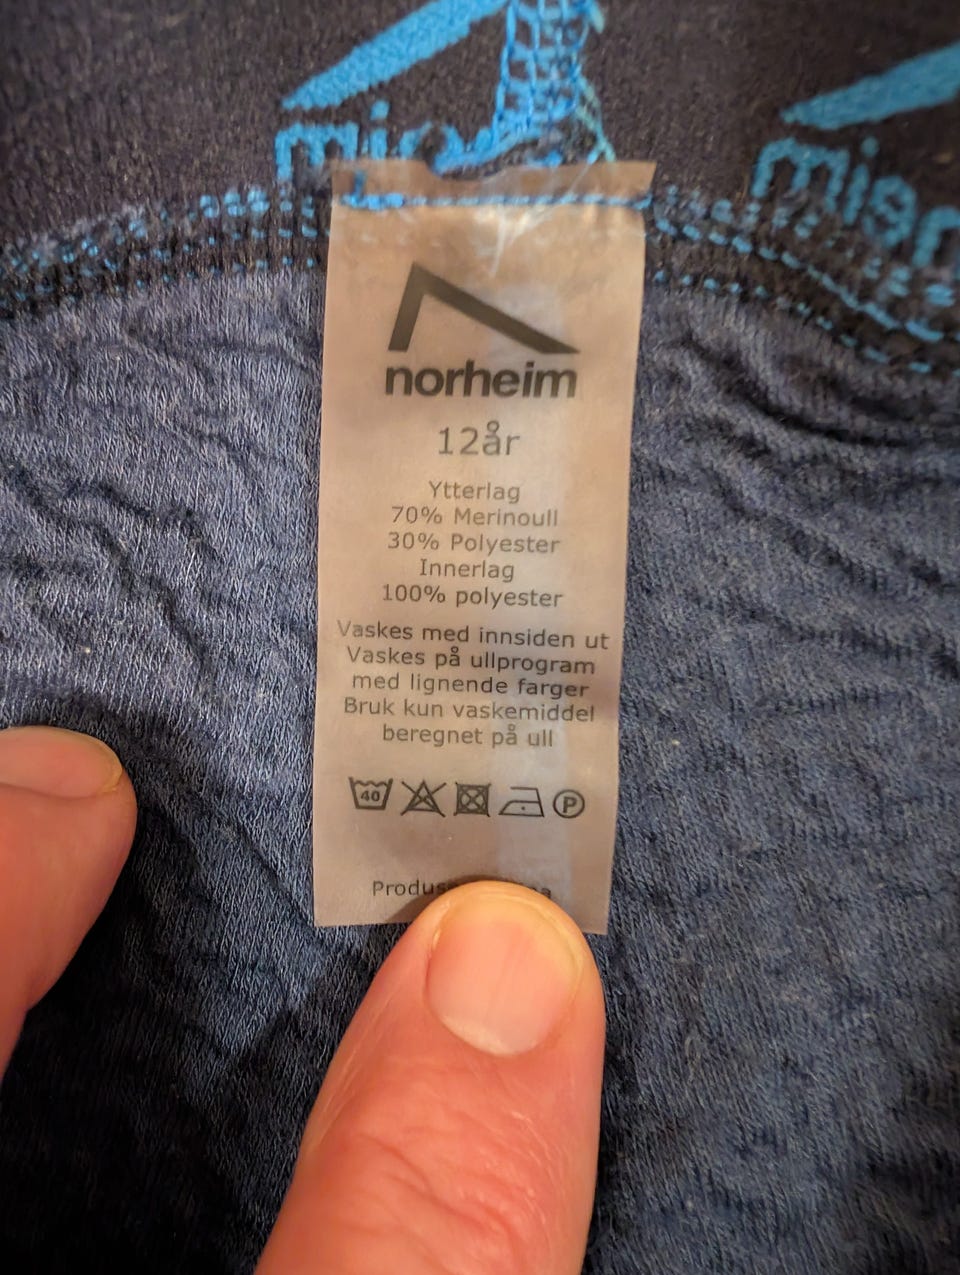 norheim
12år
Ytterlag
70% Merinoull
30% Polyester
Innerlag
100% polyester
Vaskes med innsiden ut
Vaskes på ullprogram
med lignende farger
Bruk kun vaskemiddel
beregnet på ull
40
P